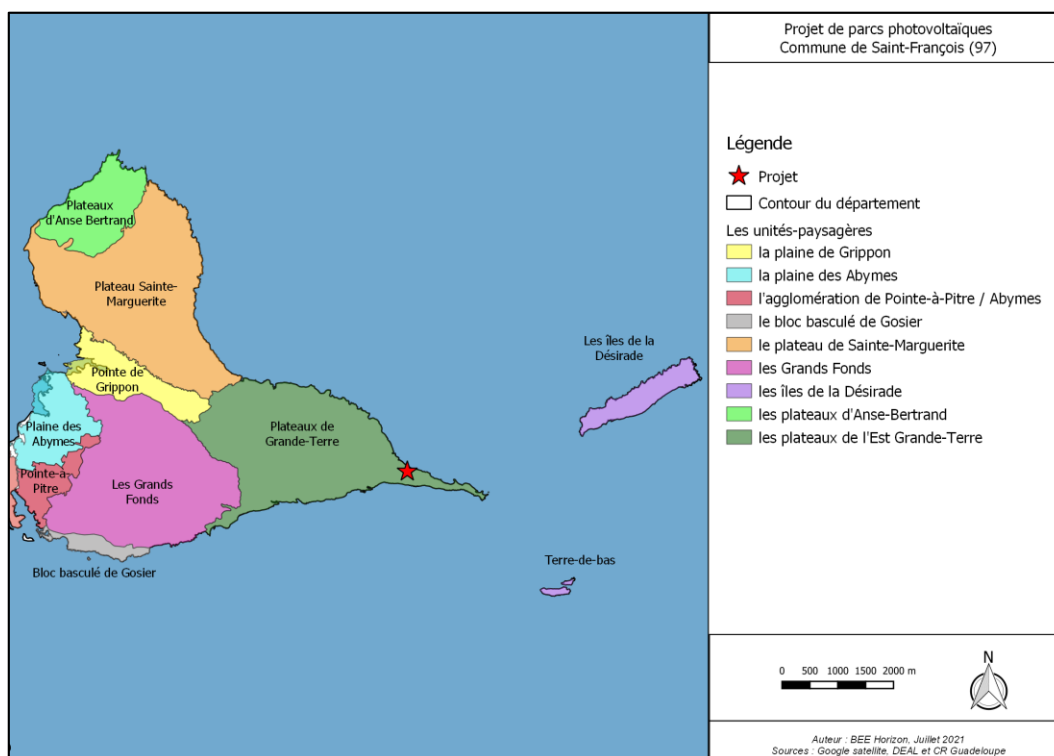 Projet de parcs photovoltaïques
Commune de Saint-François (97)
Légende
Projet
Contour du département
Les unités-paysagères
la plaine de Grippon
la plaine des Abymes
l'agglomération de Pointe-à-Pitre / Abymes
le bloc basculé de Gosier
le plateau de Sainte-Marguerite
les Grands Fonds
les îles de la Désirade
les plateaux d'Anse-Bertrand
les plateaux de l'Est Grande-Terre
Plateaux
d'Anse Bertrand
Plateau Sainte-
Marguerite
Les îles de la
Désirade
Pointe de
Grippon
Plaine des
Abymes
Plateaux de
Grande-Terre
Pointe-à-
Pitre
Les Grands
Fonds
Terre-de-bas
Bloc basculé de Gosier
0 500 1000 1500 2000 m
N
Auteur : BEE Horizon, Juillet 2021
Sources : Google satellite, DEAL et CR Guadeloupe